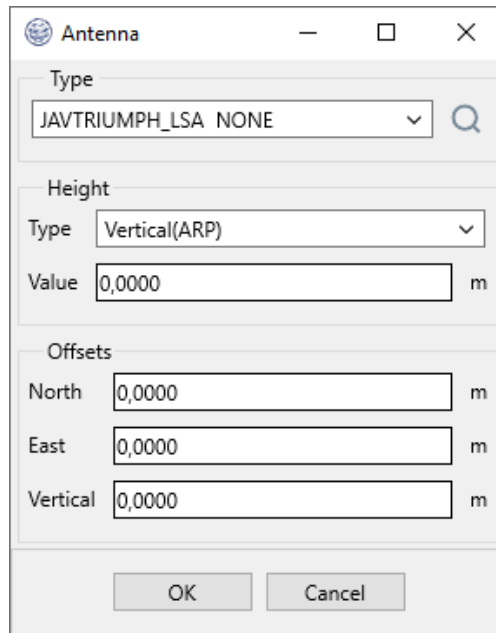 Antenna
Type
JAVTRIUMPH_LSA NONE
Height
Type Vertical(ARP)
Value 0,0000 m
Offsets
North 0,0000 m
East 0,0000 m
Vertical 0,0000 m
OK Cancel